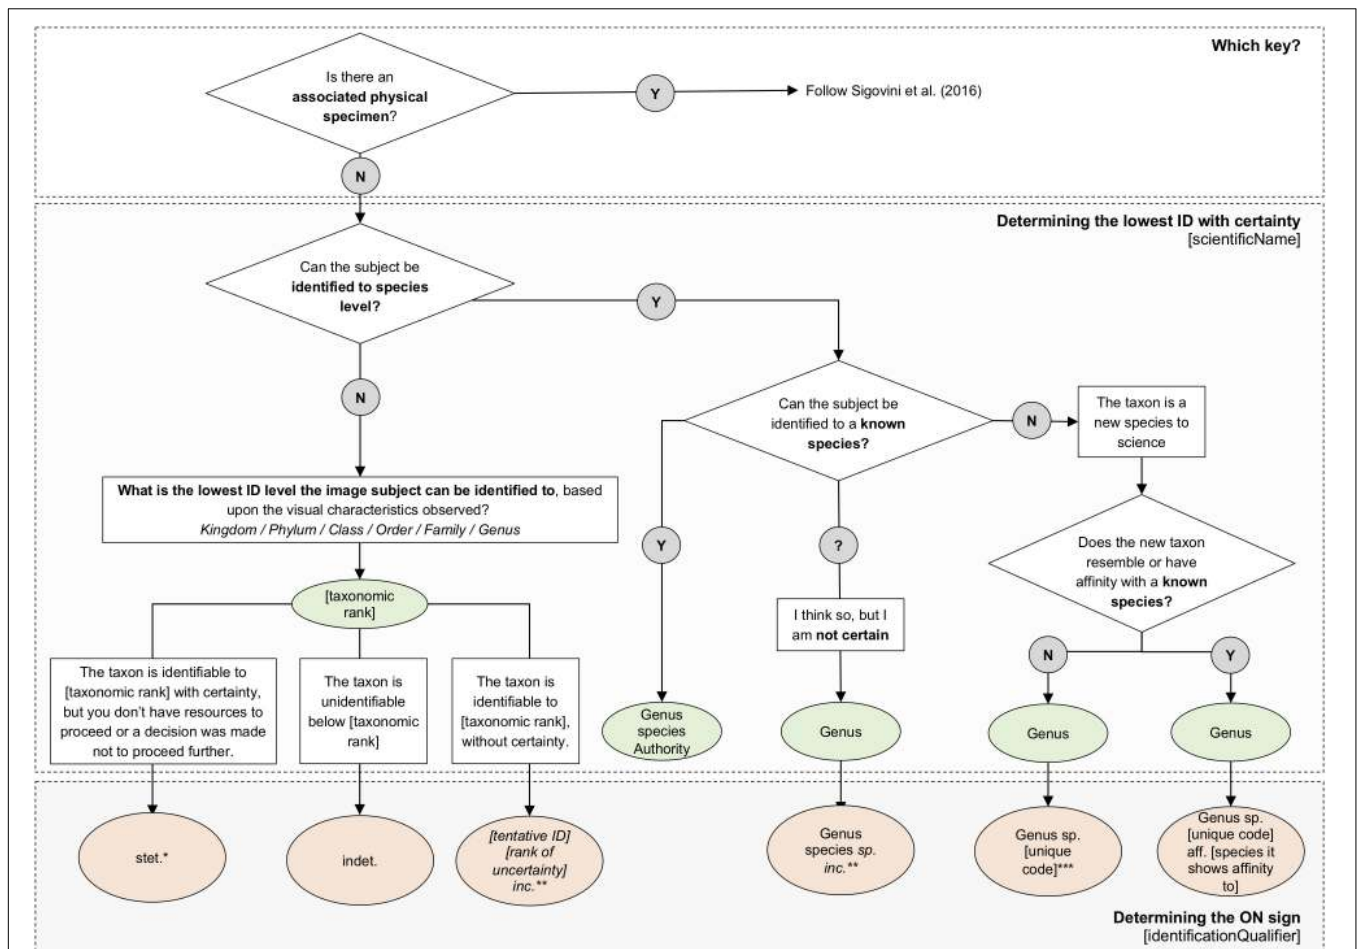 Which key?
Is there an
associated physical
specimen?
Y
Follow Sigovini et al. (2016)
N
Determining the lowest ID with certainty
[scientificName]
Can the subject be
identified to species
level?
Y
N
Can the subject be
identified to a known
species?
N
The taxon is a
new species to
science
What is the lowest ID level the image subject can be identified to, based
upon the visual characteristics observed?
Kingdom / Phylum / Class / Order / Family / Genus
Y
?
Does the new taxon
resemble or have
affinity with a known
species?
[taxonomic
rank]
I think so, but I
am not certain
N
Y
The taxon is identifiable to
[taxonomic rank] with certainty,
but you don't have resources to
proceed or a decision was made
not to proceed further.
The taxon is
unidentifiable
below [taxonomic
rank]
The taxon is
identifiable to
[taxonomic rank],
without certainty.
Genus
species
Authority
Genus
Genus
Genus
stet.*
indet.
[tentative ID]
[rank of
uncertainty]
inc.**
Genus
species sp.
inc.**
Genus sp.
[unique
code]***
Genus sp.
[unique code]
aff. [species it
shows affinity
to]
Determining the ON sign
[identificationQualifier]